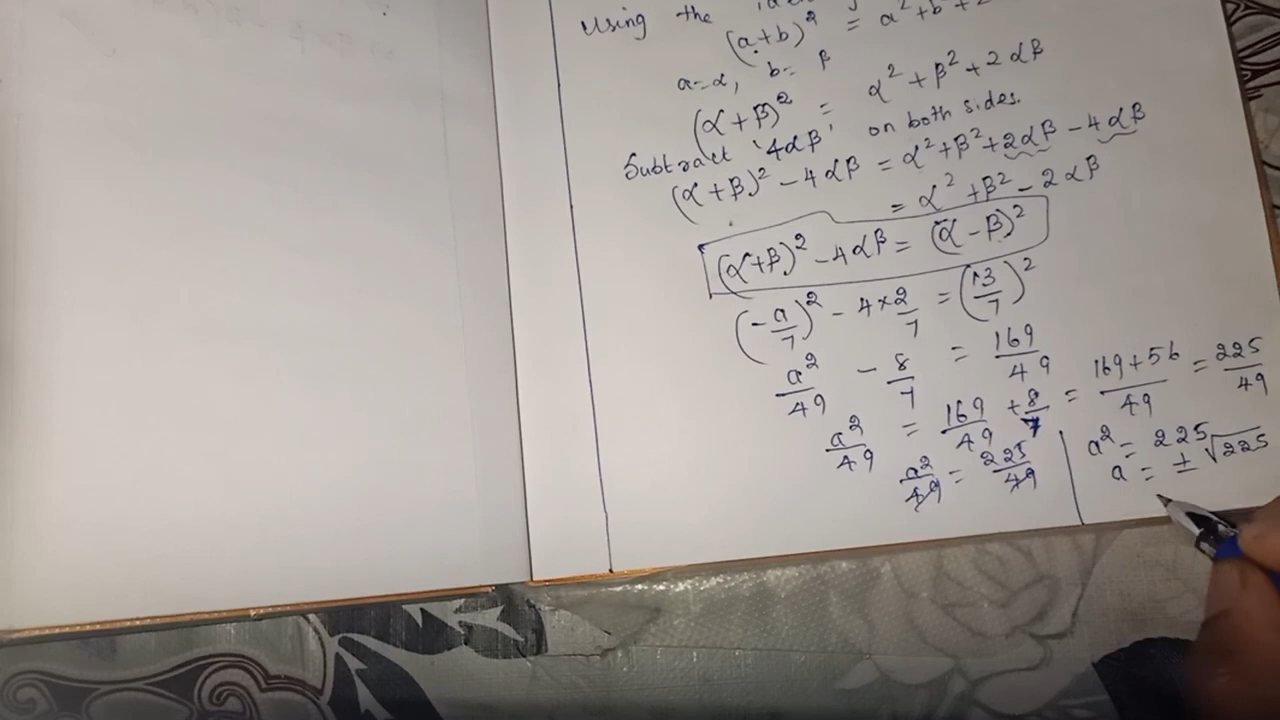 Using the
(a+b)² = a²+b²+2
a=α, b= β
(α+β)² = α²+β²+2αβ
Subtract '4αβ' on both sides.
(α+β)²-4αβ = α²+β²+2αβ-4αβ
= α²+β²-2αβ
(α+β)²-4αβ = (α-β)²
(-a/7)² - 4×2/7 = (13/7)²
a²/49 - 8/7 = 169/49
a²/49 = 169/49 + 8/7 = 169+56/49 = 225/49
a²/49 = 225/49
a² = 225
a = ±√225